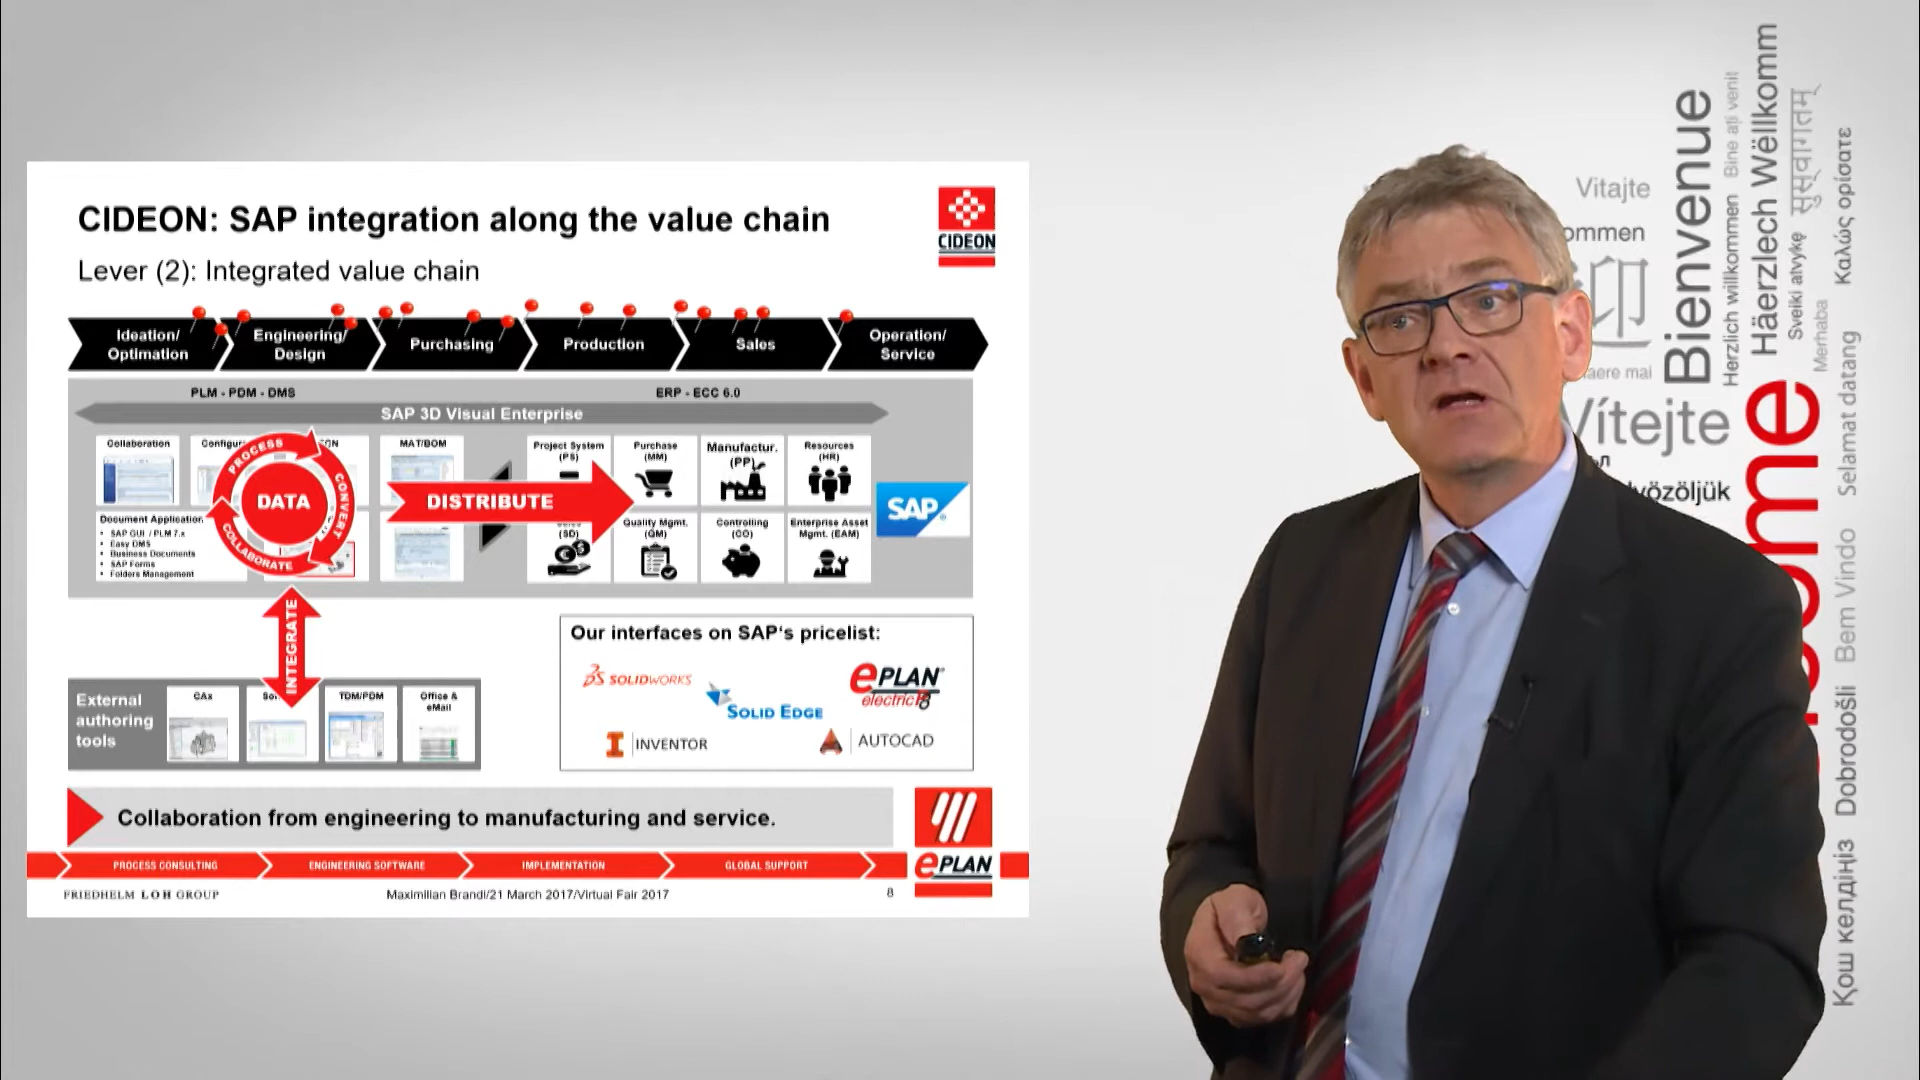 CIDEON: SAP integration along the value chain
CIDEON
Lever (2): Integrated value chain
Ideation/
Optimation
Engineering/
Design
Purchasing
Production
Sales
Operation/
Service
PLM - PDM - DMS
ERP - ECC 6.0
SAP 3D Visual Enterprise
Collaboration
MAT/BOM
Project System
(PS)
Purchase
(MM)
Manufactur.
(PP)
Resources
(HR)
PROCESS
CONVERT
COLLABORATE
DATA
DISTRIBUTE
SAP
Document Application
SAP GUI / PLM 7.x
Easy DMS
Business Documents
SAP Forms
Folders Management
(SD)
Quality Mgmt.
(QM)
Controlling
(CO)
Enterprise Asset
Mgmt. (EAM)
INTEGRATE
External
authoring
tools
CAx
TDM/PDM
Office &
eMail
Our interfaces on SAP's pricelist:
SOLIDWORKS
SOLID EDGE
ePLAN
electric P8
INVENTOR
AUTOCAD
Collaboration from engineering to manufacturing and service.
PROCESS CONSULTING
ENGINEERING SOFTWARE
IMPLEMENTATION
GLOBAL SUPPORT
ePLAN
FRIEDHELM LOH GROUP
Maximilian Brandl/21 March 2017/Virtual Fair 2017
8
Vitajte
ommen
迎
aere mai
Vítejte
Bienvenue
Herzlich willkommen
Bine ați venit
Häerzlech Wëllkomm
Sveiki atvykę
सुस्वागतम्
Merhaba
Καλώς ορίσατε
Selamat datang
Bem Vindo
Dobrodošli
Қош келдіңіз